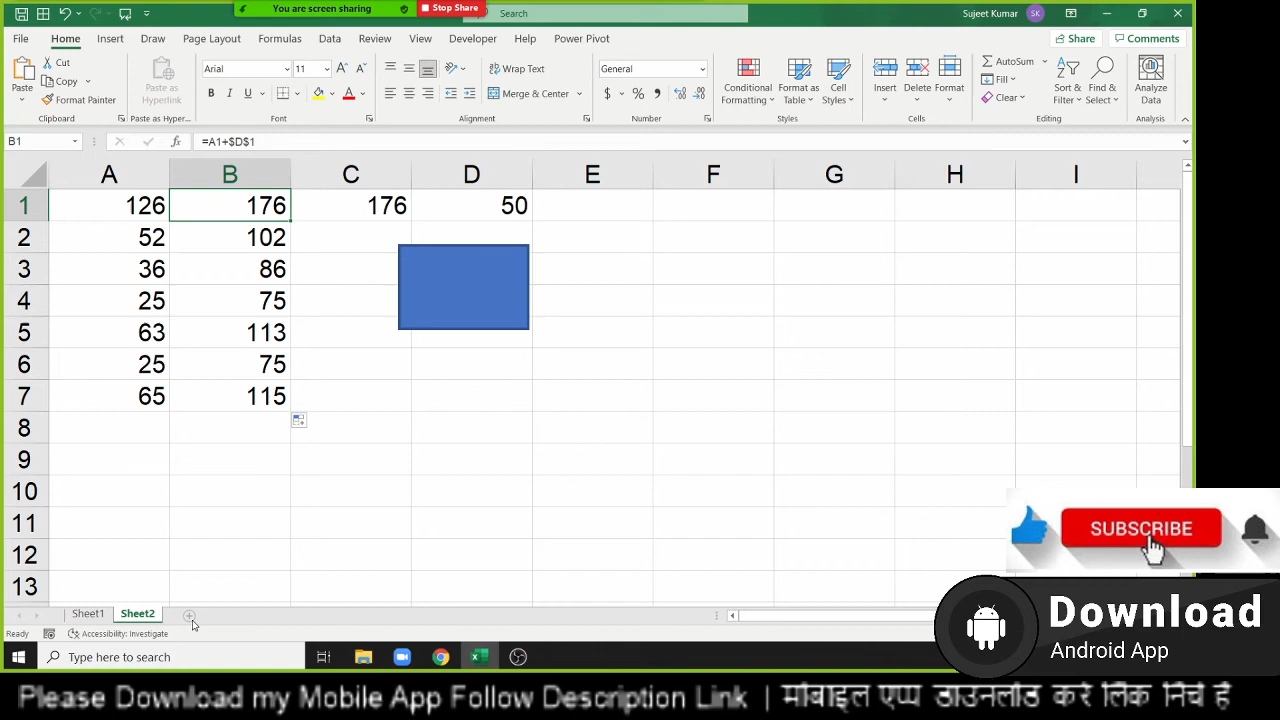 You are screen sharing Stop Share
Search Sujeet Kumar SK
File Home Insert Draw Page Layout Formulas Data Review View Developer Help Power Pivot Share Comments
Paste Cut Copy Format Painter Paste as Hyperlink Arial 11 B I U A Wrap Text Merge & Center General $ % Conditional Formatting Format as Table Cell Styles Insert Delete Format AutoSum Fill Clear Sort & Filter Find & Select Analyze Data
Clipboard Paste as Hyper... Font Alignment Number Styles Cells Editing Analysis
B1 fx =A1+$D$1
A B C D E F G H I
1 126 176 176 50
2 52 102
3 36 86
4 25 75
5 63 113
6 25 75
7 65 115
8
9
10
11
12
13
SUBSCRIBE
Sheet1 Sheet2
Ready Accessibility: Investigate
Type here to search
Download
Android App
Please Download my Mobile App Follow Description Link | मोबाइल एप्प डाउनलोड करे लिंक निचे है